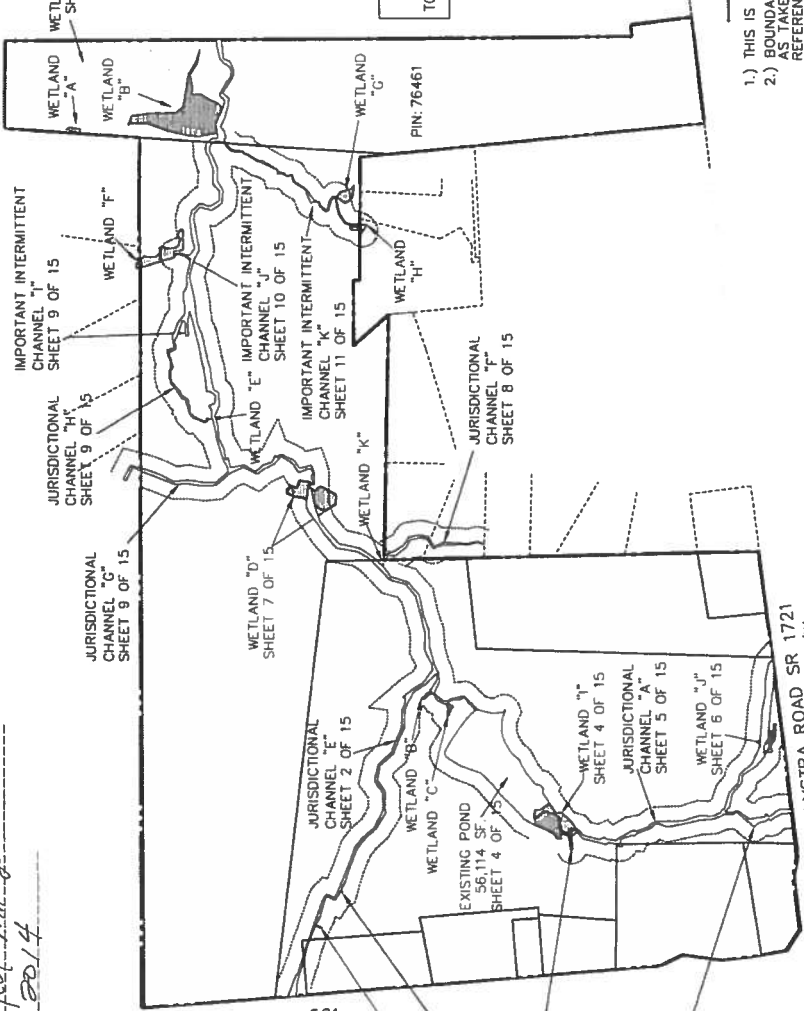 WETLAND
"A"
WETLAND
"B"
IMPORTANT INTERMITTENT
CHANNEL "I"
SHEET 9 OF 15
WETLAND "F"
WETLAND
"G"
PIN: 76461
JURISDICTIONAL
CHANNEL "H"
SHEET 9 OF 15
IMPORTANT INTERMITTENT
CHANNEL "J"
SHEET 10 OF 15
WETLAND
"H"
WETLAND "E"
IMPORTANT INTERMITTENT
CHANNEL "K"
SHEET 11 OF 15
JURISDICTIONAL
CHANNEL "G"
SHEET 9 OF 15
JURISDICTIONAL
CHANNEL "F"
SHEET 8 OF 15
WETLAND "K"
WETLAND "D"
SHEET 7 OF 15
JURISDICTIONAL
CHANNEL "E"
SHEET 2 OF 15
WETLAND "B"
WETLAND "C"
EXISTING POND
56,114 SF
SHEET 4 OF 15
WETLAND "I"
SHEET 4 OF 15
JURISDICTIONAL
CHANNEL "A"
SHEET 5 OF 15
WETLAND "J"
SHEET 6 OF 15
ROAD SR 1721
1.) THIS IS
2.) BOUNDA
AS TAKE
REFEREN
2014